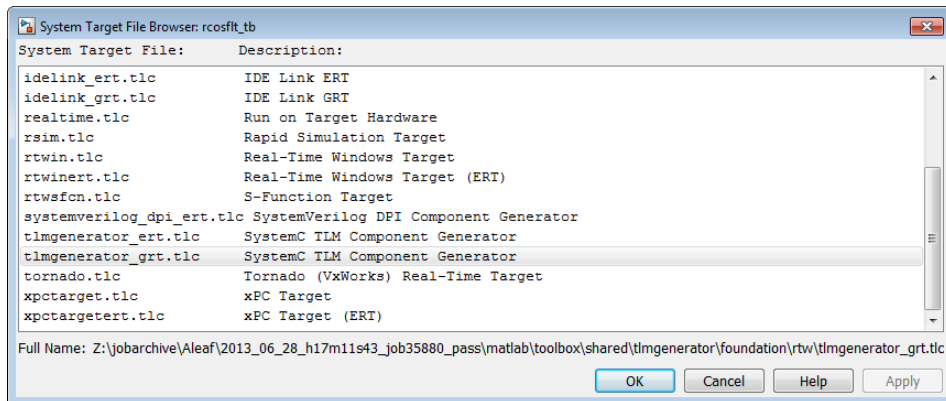 System Target File Browser: rcosflt_tb
System Target File: Description:
idelink_ert.tlc IDE Link ERT
idelink_grt.tlc IDE Link GRT
realtime.tlc Run on Target Hardware
rsim.tlc Rapid Simulation Target
rtwin.tlc Real-Time Windows Target
rtwinert.tlc Real-Time Windows Target (ERT)
rtwsfcn.tlc S-Function Target
systemverilog_dpi_ert.tlc SystemVerilog DPI Component Generator
tlmgenerator_ert.tlc SystemC TLM Component Generator
tlmgenerator_grt.tlc SystemC TLM Component Generator
tornado.tlc Tornado (VxWorks) Real-Time Target
xpctarget.tlc xPC Target
xpctargetert.tlc xPC Target (ERT)
Full Name: Z:\jobarchive\Aleaf\2013_06_28_h17m11s43_job35880_pass\matlab\toolbox\shared\tlmgenerator\foundation\rtw\tlmgenerator_grt.tlc
OK Cancel Help Apply